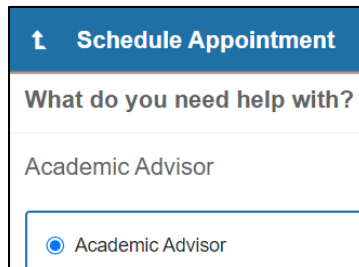 Schedule Appointment
What do you need help with?
Academic Advisor
Academic Advisor